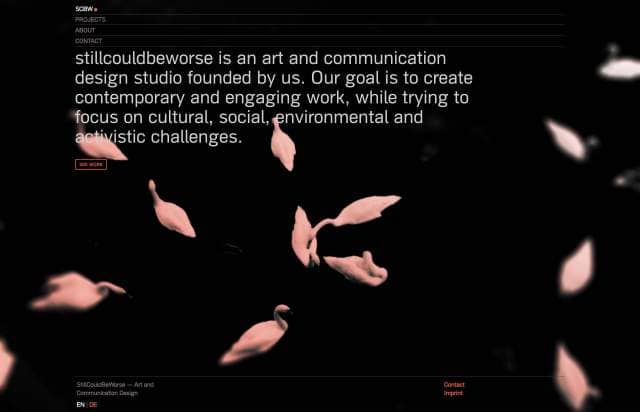 SCBW
PROJECTS
ABOUT
CONTACT
stillcouldbeworse is an art and communication
design studio founded by us. Our goal is to create
contemporary and engaging work, while trying to
focus on cultural, social, environmental and
activistic challenges.
SEE WORK
StillCouldBeWorse — Art and
Communication Design
Contact
Imprint
EN | DE